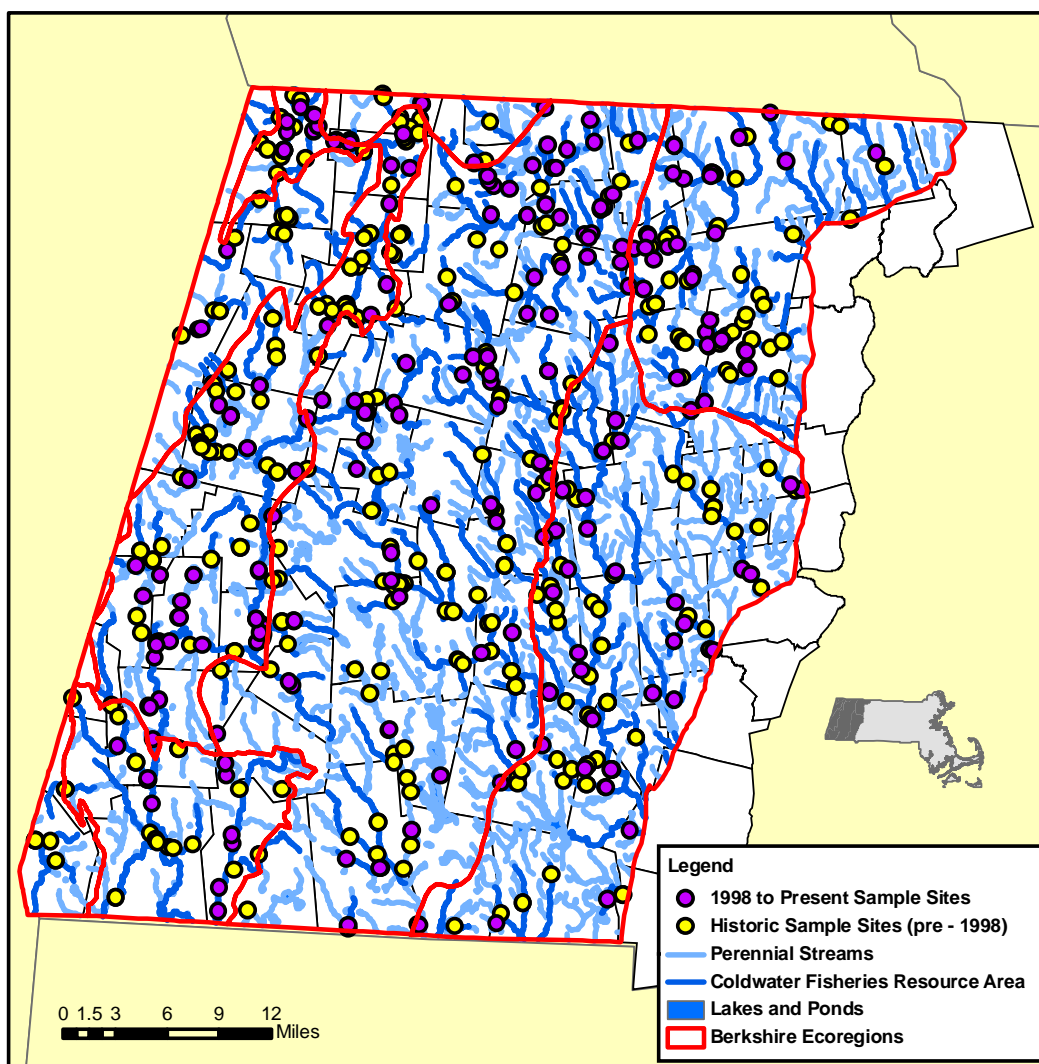 Legend
1998 to Present Sample Sites
Historic Sample Sites (pre - 1998)
Perennial Streams
Coldwater Fisheries Resource Area
Lakes and Ponds
Berkshire Ecoregions
0 1.5 3 6 9 12
Miles